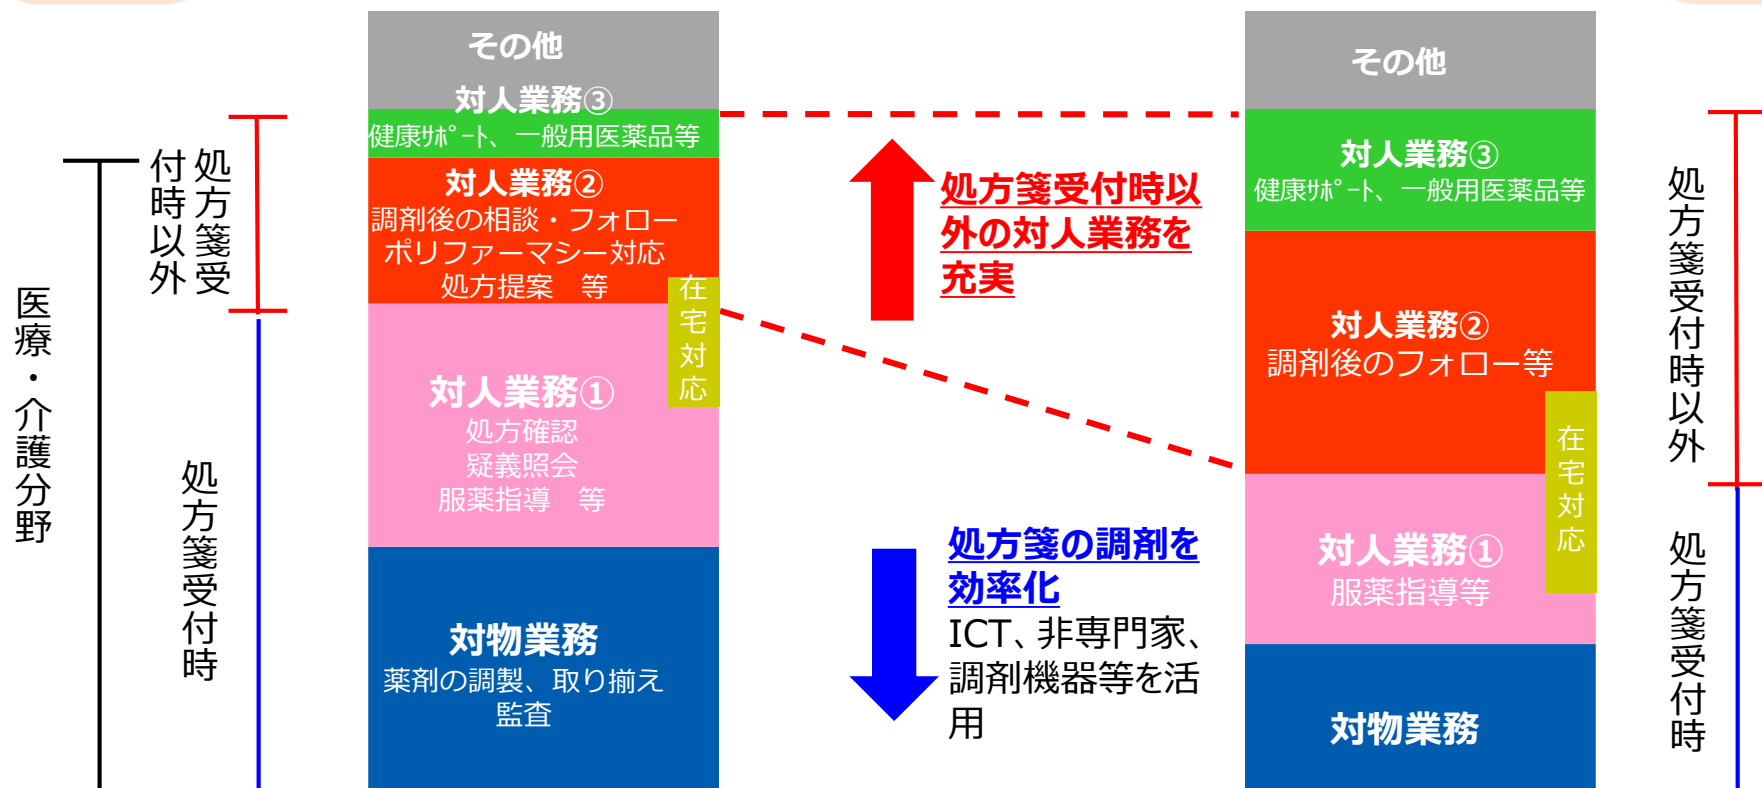 医療・介護分野
処方箋受
付時以外
処方箋受付時
その他
対人業務③
健康ｻﾎﾟｰﾄ、一般用医薬品等
対人業務②
調剤後の相談・フォロー
ポリファーマシー対応
処方提案　等
在宅対応
対人業務①
処方確認
疑義照会
服薬指導　等
対物業務
薬剤の調製、取り揃え
監査
処方箋受付時以
外の対人業務を
充実
処方箋の調剤を
効率化
ICT、非専門家、
調剤機器等を活
用
その他
対人業務③
健康ｻﾎﾟｰﾄ、一般用医薬品等
対人業務②
調剤後のフォロー等
在宅対応
対人業務①
服薬指導等
対物業務
処方箋受付時以外
処方箋受付時